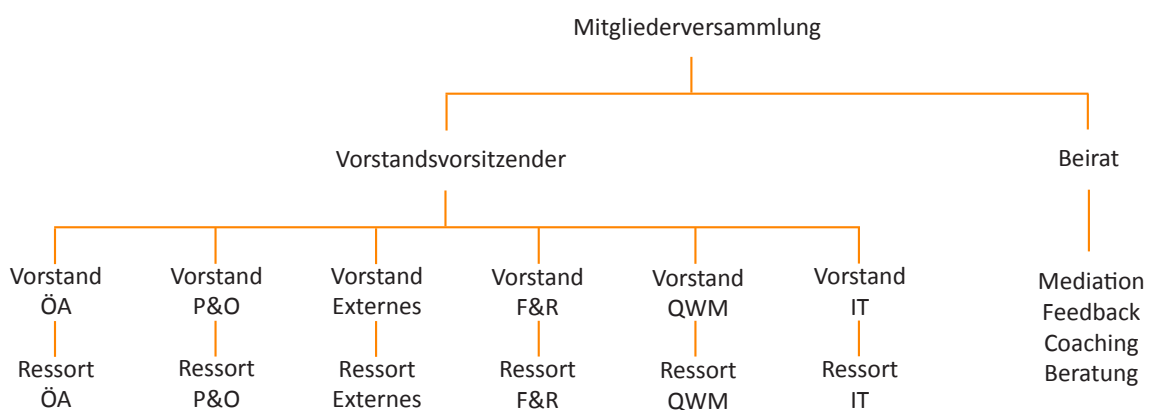 Mitgliederversammlung
Vorstandsvorsitzender
Beirat
Vorstand
ÖA
Vorstand
P&O
Vorstand
Externes
Vorstand
F&R
Vorstand
QWM
Vorstand
IT
Mediation
Feedback
Coaching
Beratung
Ressort
ÖA
Ressort
P&O
Ressort
Externes
Ressort
F&R
Ressort
QWM
Ressort
IT